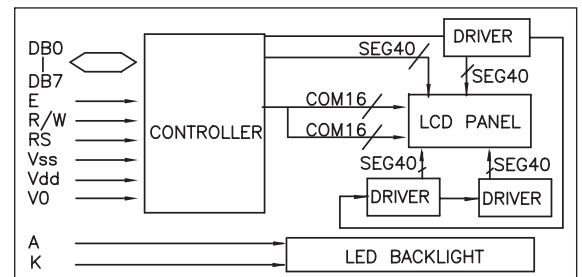 DB0
DB7
E
R/W
RS
Vss
Vdd
V0
CONTROLLER
SEG40
DRIVER
SEG40
COM16
COM16
LCD PANEL
SEG40
SEG40
DRIVER
DRIVER
A
K
LED BACKLIGHT